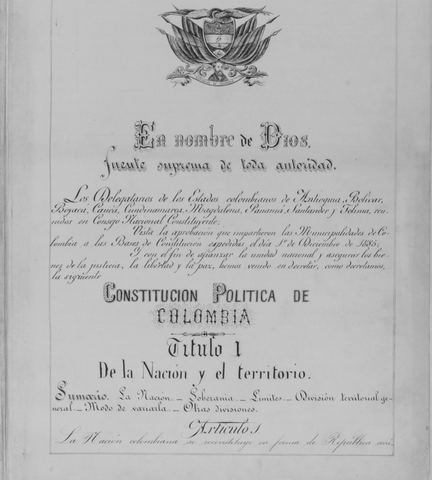 En nombre de Dios,
fuente suprema de toda autoridad.
Los Delegatarios de los Estados colombianos de Antioquia, Bolívar,
Boyacá, Cauca, Cundinamarca, Magdalena, Panamá, Santander y Tolima, reu-
nidos en Consejo Nacional Constituyente;
Vista la aprobación que impartieron las Municipalidades de Co-
lombia a las Bases de Constitución expedidas el día 1º de Diciembre de 1885;
Y con el fin de afianzar la unidad nacional y asegurar los bie-
nes de la justicia, la libertad y la paz, hemos venido en decretar, como decretamos,
la siguiente
CONSTITUCION POLITICA DE
COLOMBIA
Titulo 1
De la Nación y el territorio.
Sumario. La Nacion. _ Soberania _ Limites. _ División territorial ge-
neral _ Modo de variarla. _ Otras divisiones.
Articulos
La Nación colombiana se reconstituye en forma de República uni-